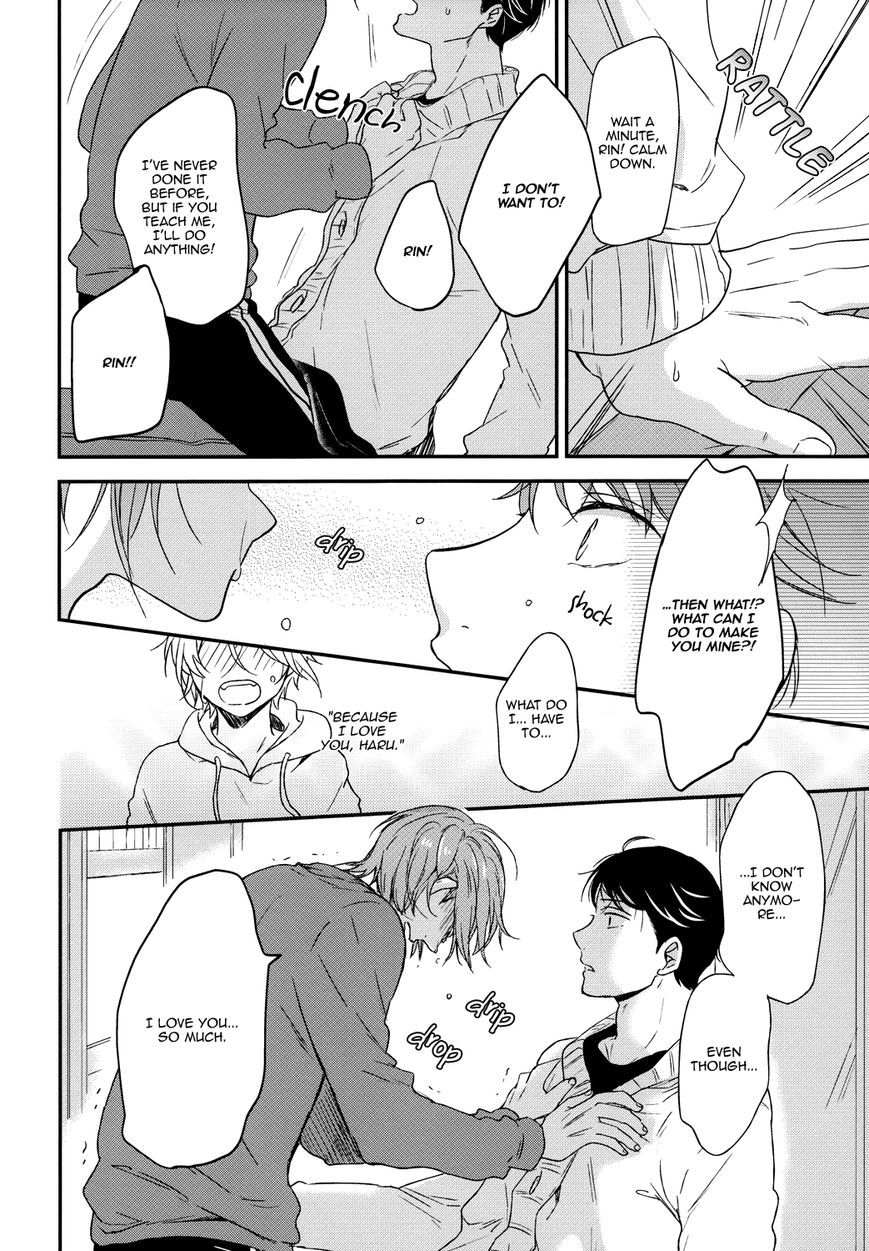 RATTLE
WAIT A
MINUTE,
RIN! CALM
DOWN.
I DON'T
WANT TO!
RIN!
Clench
I'VE NEVER
DONE IT
BEFORE,
BUT IF YOU
TEACH ME,
I'LL DO
ANYTHING!
RIN!!
...THEN WHAT!?
WHAT CAN I
DO TO MAKE
YOU MINE?!
shock
drip
WHAT DO
I... HAVE
TO...
"BECAUSE
I LOVE
YOU, HARU."
...I DON'T
KNOW
ANYMO-
RE...
EVEN
THOUGH...
drip
drop
I LOVE YOU...
SO MUCH.